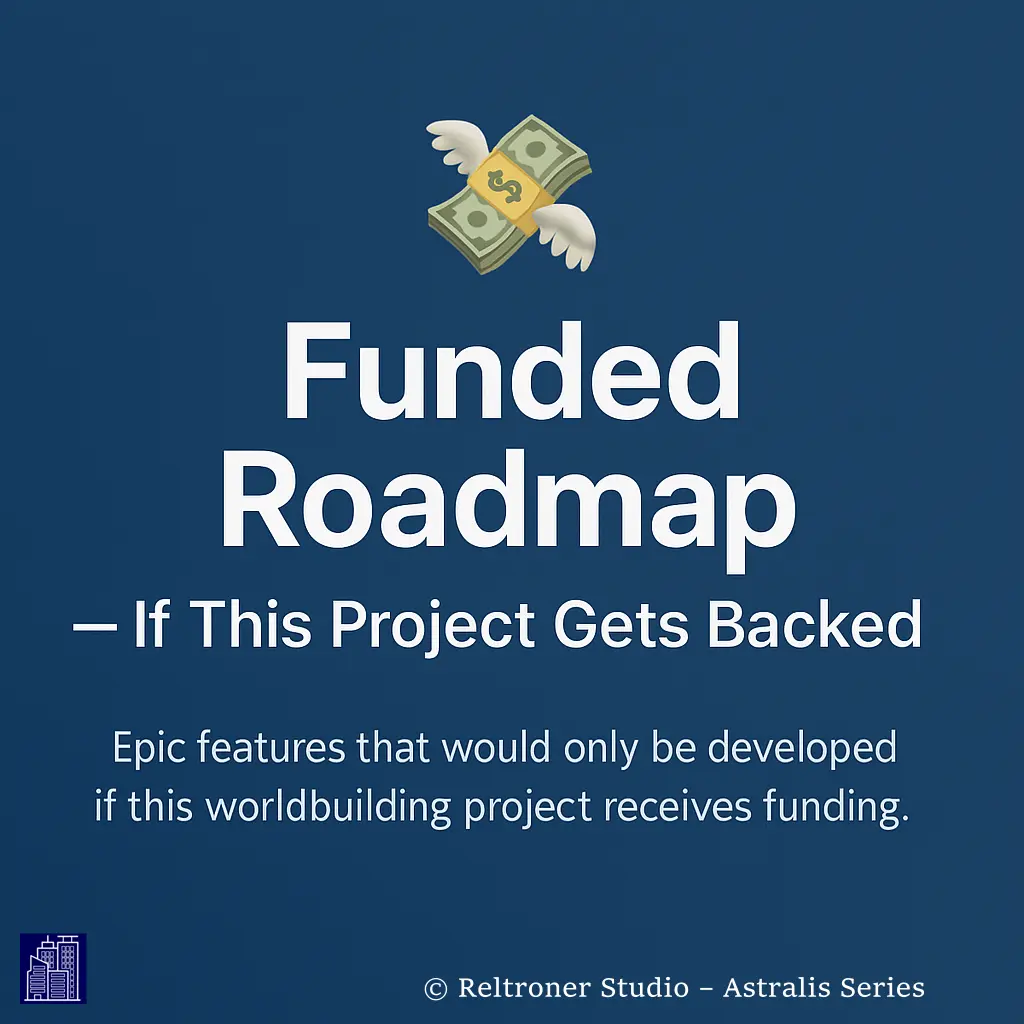 Funded
Roadmap
— If This Project Gets Backed
Epic features that would only be developed
if this worldbuilding project receives funding.
© Reltroner Studio – Astralis Series